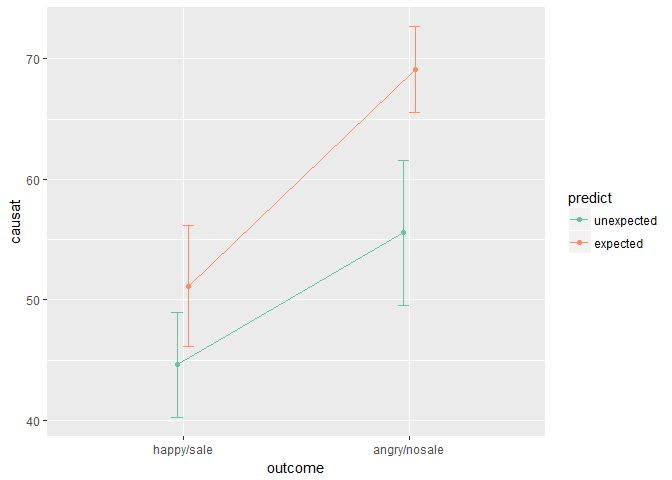 70
60
50
40
causat
happy/sale
angry/nosale
outcome
predict
unexpected
expected